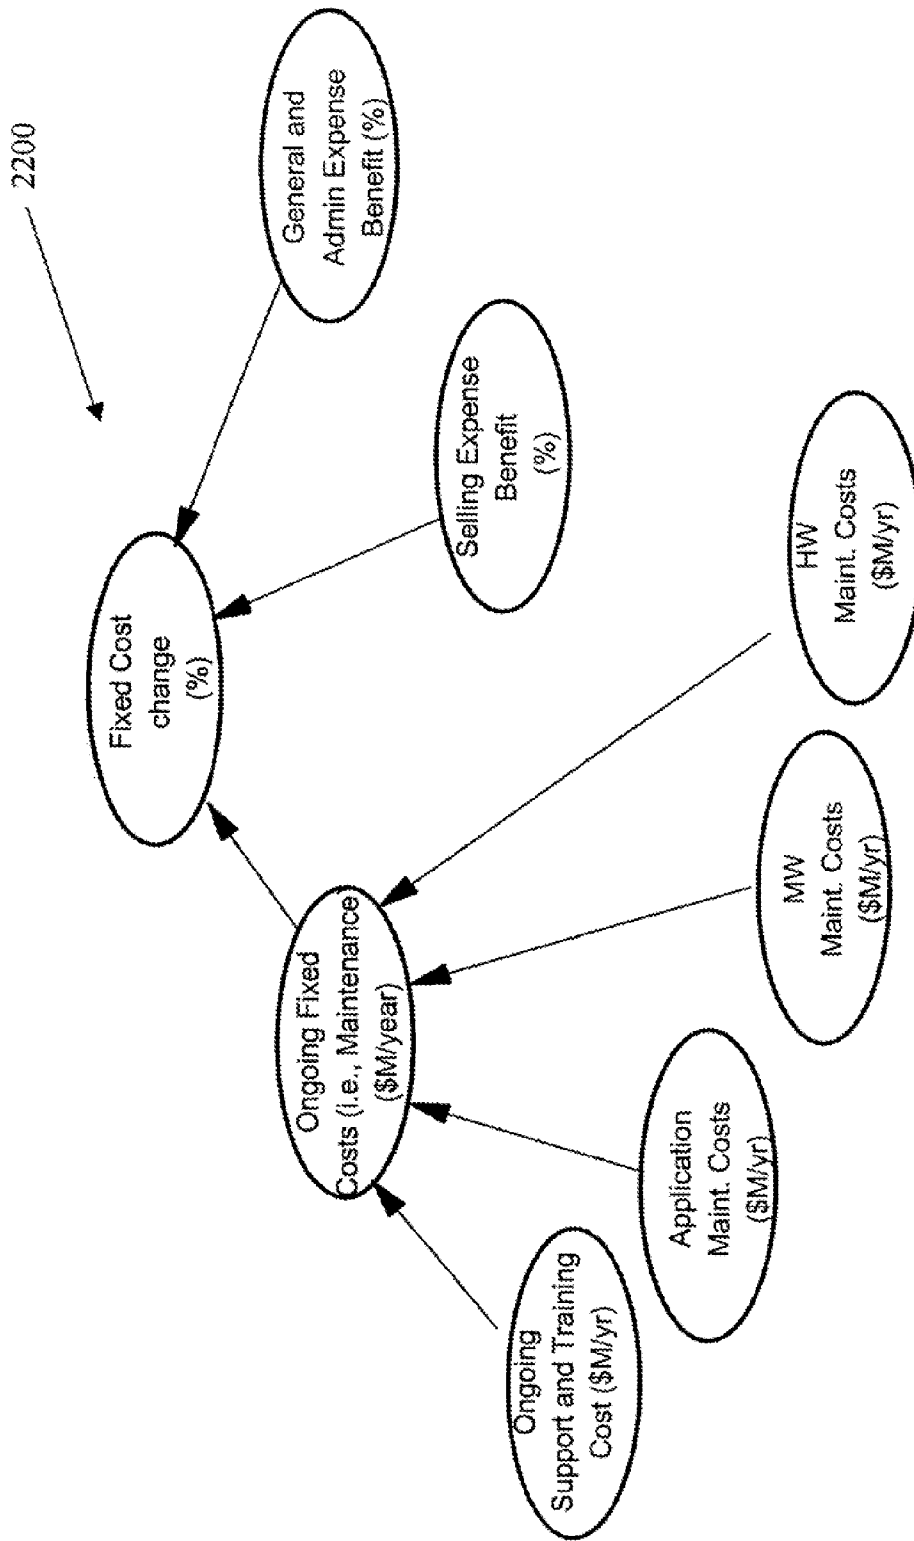 2200
Fixed Cost
change
(%)
General and
Admin Expense
Benefit (%)
Selling Expense
Benefit
(%)
Ongoing Fixed
Costs (i.e., Maintenance)
($M/year)
Ongoing
Support and Training
Cost ($M/yr)
Application
Maint. Costs
($M/yr)
MW
Maint. Costs
($M/yr)
HW
Maint. Costs
($M/yr)